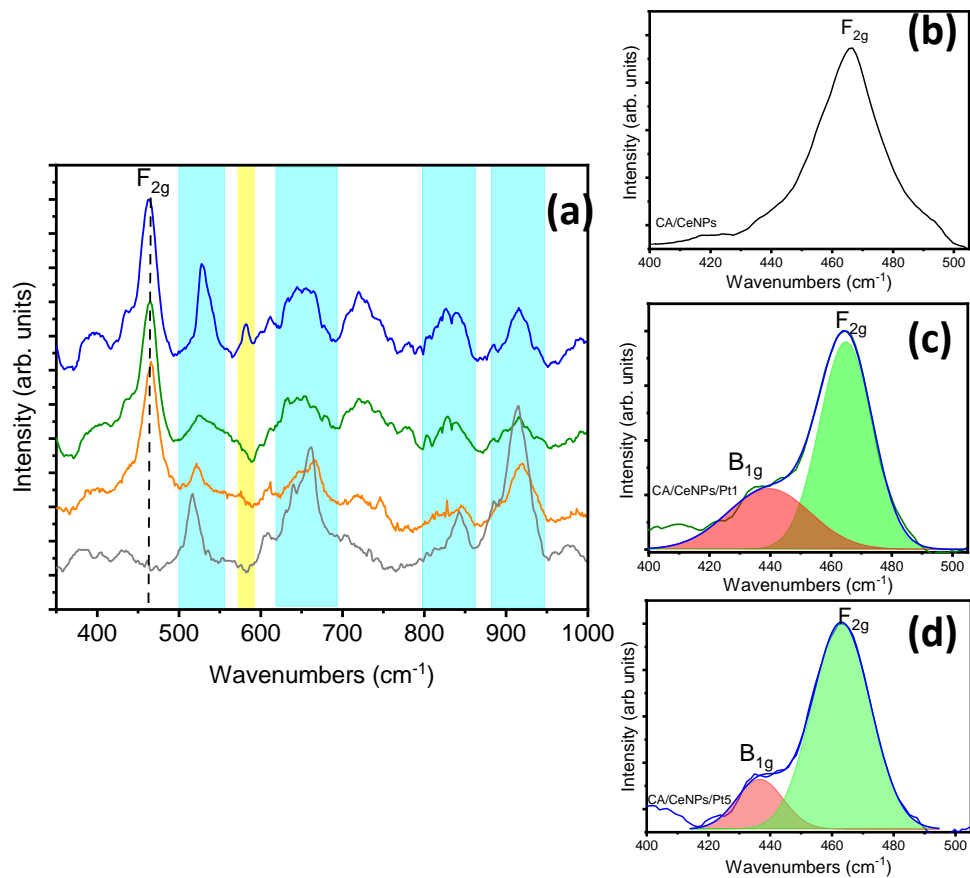 (a)
F2g
Intensity (arb. units)
400 500 600 700 800 900 1000
Wavenumbers (cm-1)
(b)
F2g
Intensity (arb. units)
CA/CeNPs
400 420 440 460 480 500
Wavenumbers (cm-1)
(c)
F2g
B1g
Intensity (arb. units)
CA/CeNPs/Pt1
400 420 440 460 480 500
Wavenumbers (cm-1)
(d)
F2g
B1g
Intensity (arb units)
CA/CeNPs/Pt5
400 420 440 460 480 500
Wavenumbers (cm-1)